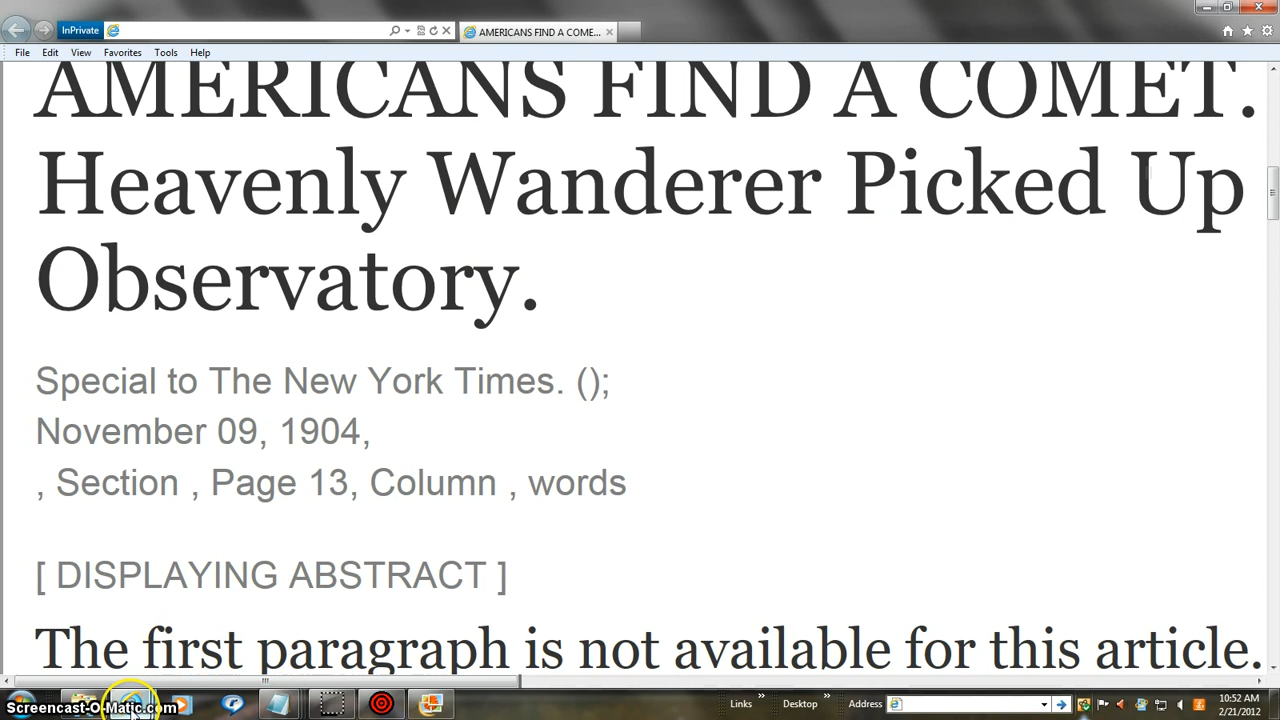 InPrivate
AMERICANS FIND A COME...
File Edit View Favorites Tools Help
AMERICANS FIND A COMET.
Heavenly Wanderer Picked Up
Observatory.
Special to The New York Times. ();
November 09, 1904,
, Section , Page 13, Column , words
[ DISPLAYING ABSTRACT ]
The first paragraph is not available for this article.
Screencast-O-Matic.com
Links » Desktop » Address
10:52 AM
2/21/2012